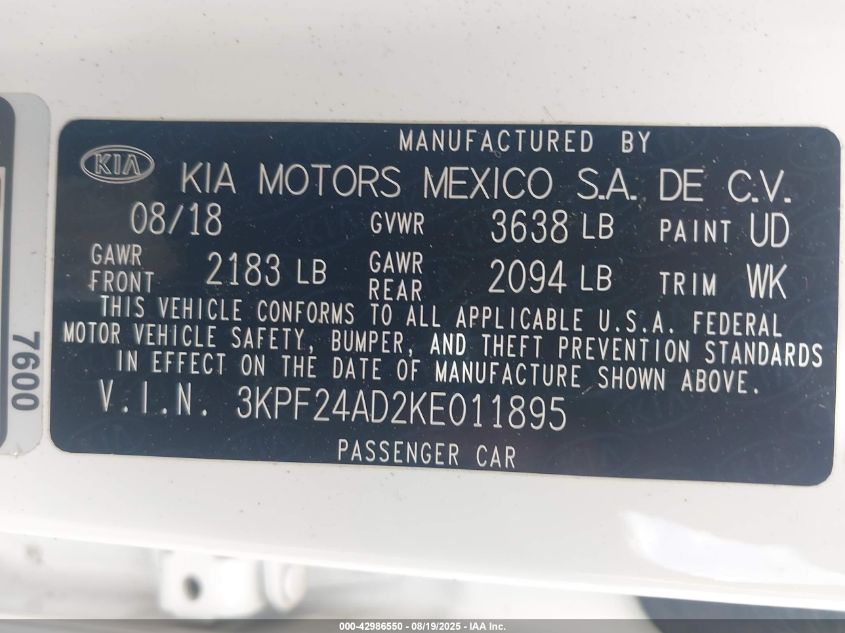 MANUFACTURED BY
KIA KIA MOTORS MEXICO S.A. DE C.V.
08/18 GVWR 3638 LB PAINT UD
GAWR FRONT 2183 LB GAWR REAR 2094 LB TRIM WK
THIS VEHICLE CONFORMS TO ALL APPLICABLE U.S.A. FEDERAL
MOTOR VEHICLE SAFETY, BUMPER, AND THEFT PREVENTION STANDARDS
IN EFFECT ON THE DATE OF MANUFACTURE SHOWN ABOVE.
V.I.N. 3KPF24AD2KE011895
PASSENGER CAR
7600
000-42986550 - 08/19/2025 - IAA Inc.